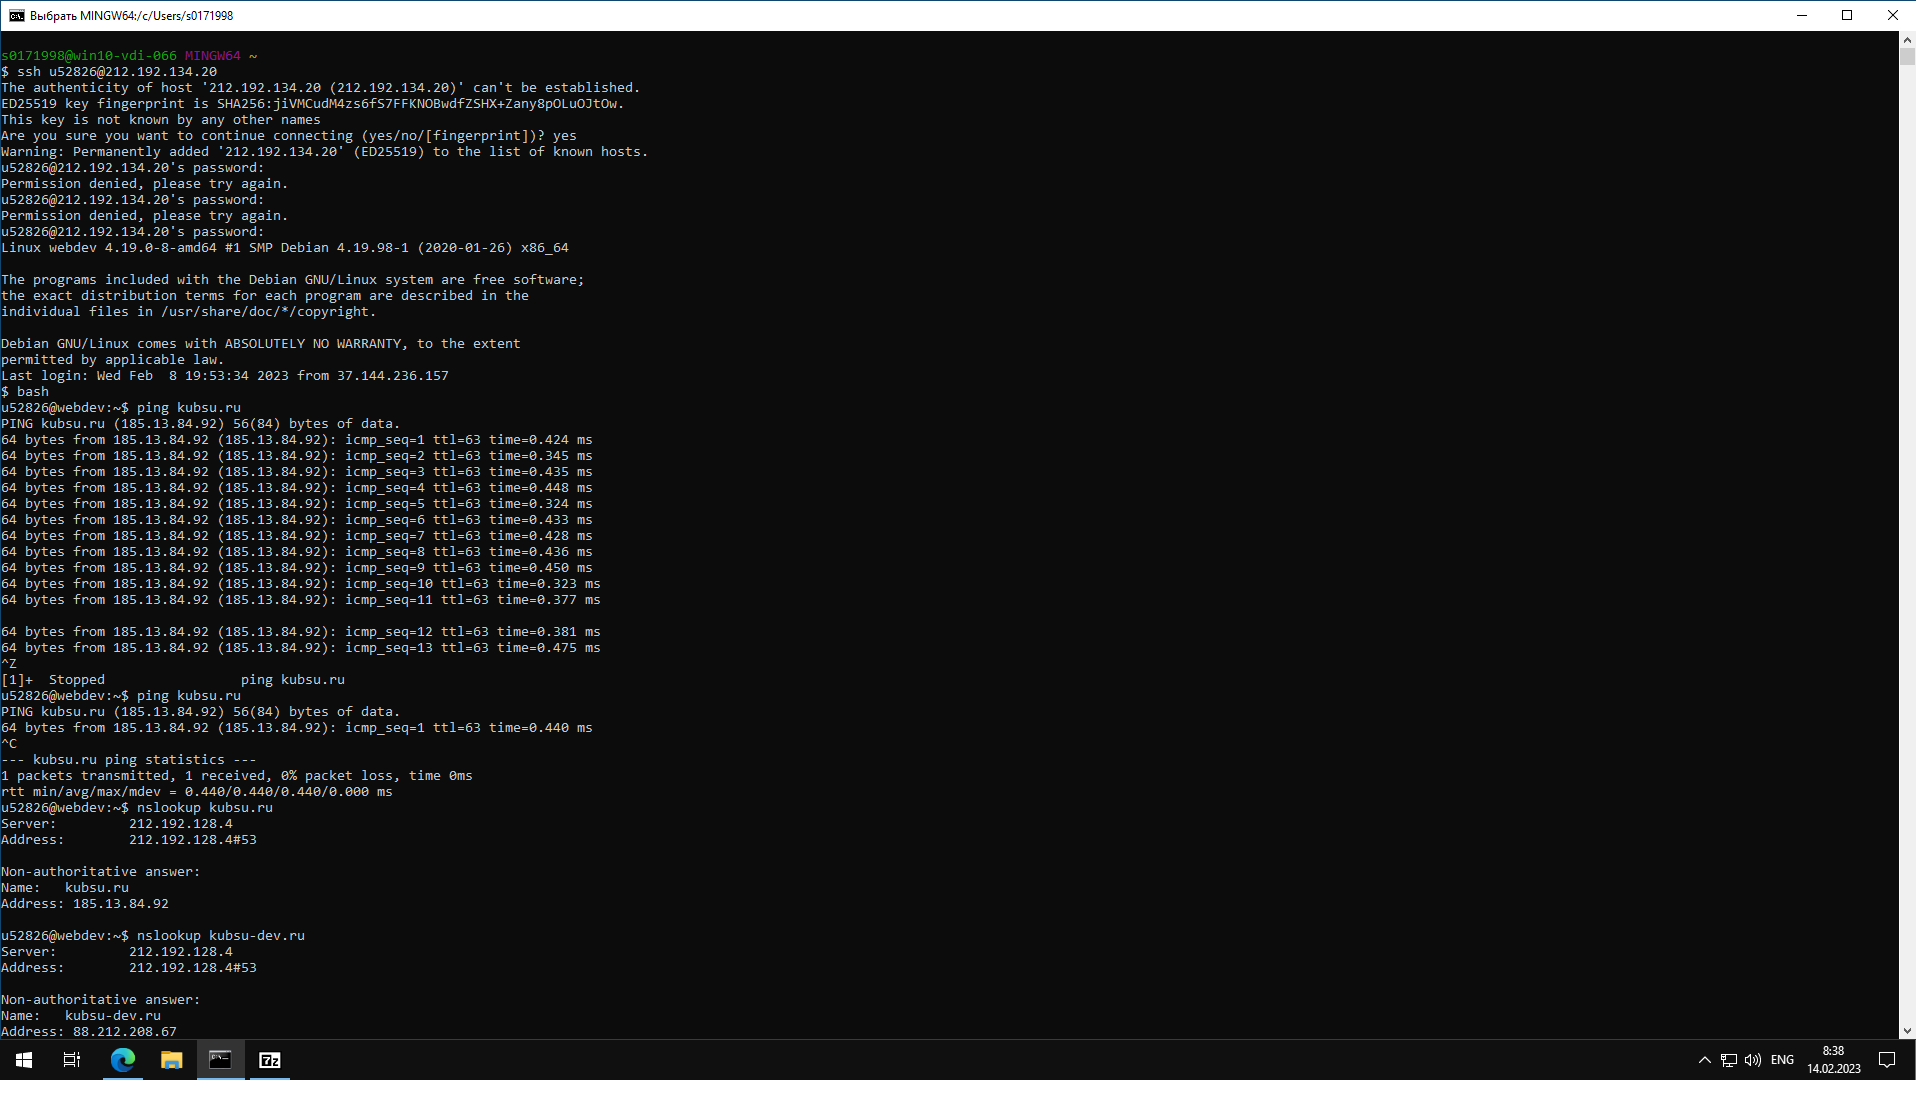 Выбрать MINGW64:/c/Users/s0171998
s0171998@win10-vdi-066 MINGW64 ~
$ ssh u52826@212.192.134.20
The authenticity of host '212.192.134.20 (212.192.134.20)' can't be established.
ED25519 key fingerprint is SHA256:jiVMCudM4zs6fS7FFKNOBwdfZSHX+Zany8pOLuOJtOw.
This key is not known by any other names
Are you sure you want to continue connecting (yes/no/[fingerprint])? yes
Warning: Permanently added '212.192.134.20' (ED25519) to the list of known hosts.
u52826@212.192.134.20's password:
Permission denied, please try again.
u52826@212.192.134.20's password:
Permission denied, please try again.
u52826@212.192.134.20's password:
Linux webdev 4.19.0-8-amd64 #1 SMP Debian 4.19.98-1 (2020-01-26) x86_64
The programs included with the Debian GNU/Linux system are free software;
the exact distribution terms for each program are described in the
individual files in /usr/share/doc/*/copyright.
Debian GNU/Linux comes with ABSOLUTELY NO WARRANTY, to the extent
permitted by applicable law.
Last login: Wed Feb  8 19:53:34 2023 from 37.144.236.157
$ bash
u52826@webdev:~$ ping kubsu.ru
PING kubsu.ru (185.13.84.92) 56(84) bytes of data.
64 bytes from 185.13.84.92 (185.13.84.92): icmp_seq=1 ttl=63 time=0.424 ms
64 bytes from 185.13.84.92 (185.13.84.92): icmp_seq=2 ttl=63 time=0.345 ms
64 bytes from 185.13.84.92 (185.13.84.92): icmp_seq=3 ttl=63 time=0.435 ms
64 bytes from 185.13.84.92 (185.13.84.92): icmp_seq=4 ttl=63 time=0.448 ms
64 bytes from 185.13.84.92 (185.13.84.92): icmp_seq=5 ttl=63 time=0.324 ms
64 bytes from 185.13.84.92 (185.13.84.92): icmp_seq=6 ttl=63 time=0.433 ms
64 bytes from 185.13.84.92 (185.13.84.92): icmp_seq=7 ttl=63 time=0.428 ms
64 bytes from 185.13.84.92 (185.13.84.92): icmp_seq=8 ttl=63 time=0.436 ms
64 bytes from 185.13.84.92 (185.13.84.92): icmp_seq=9 ttl=63 time=0.450 ms
64 bytes from 185.13.84.92 (185.13.84.92): icmp_seq=10 ttl=63 time=0.323 ms
64 bytes from 185.13.84.92 (185.13.84.92): icmp_seq=11 ttl=63 time=0.377 ms
64 bytes from 185.13.84.92 (185.13.84.92): icmp_seq=12 ttl=63 time=0.381 ms
64 bytes from 185.13.84.92 (185.13.84.92): icmp_seq=13 ttl=63 time=0.475 ms
^Z
[1]+  Stopped                 ping kubsu.ru
u52826@webdev:~$ ping kubsu.ru
PING kubsu.ru (185.13.84.92) 56(84) bytes of data.
64 bytes from 185.13.84.92 (185.13.84.92): icmp_seq=1 ttl=63 time=0.440 ms
^C
--- kubsu.ru ping statistics ---
1 packets transmitted, 1 received, 0% packet loss, time 0ms
rtt min/avg/max/mdev = 0.440/0.440/0.440/0.000 ms
u52826@webdev:~$ nslookup kubsu.ru
Server:         212.192.128.4
Address:        212.192.128.4#53
Non-authoritative answer:
Name:   kubsu.ru
Address: 185.13.84.92
u52826@webdev:~$ nslookup kubsu-dev.ru
Server:         212.192.128.4
Address:        212.192.128.4#53
Non-authoritative answer:
Name:   kubsu-dev.ru
Address: 88.212.208.67
7z
ENG
8:38
14.02.2023